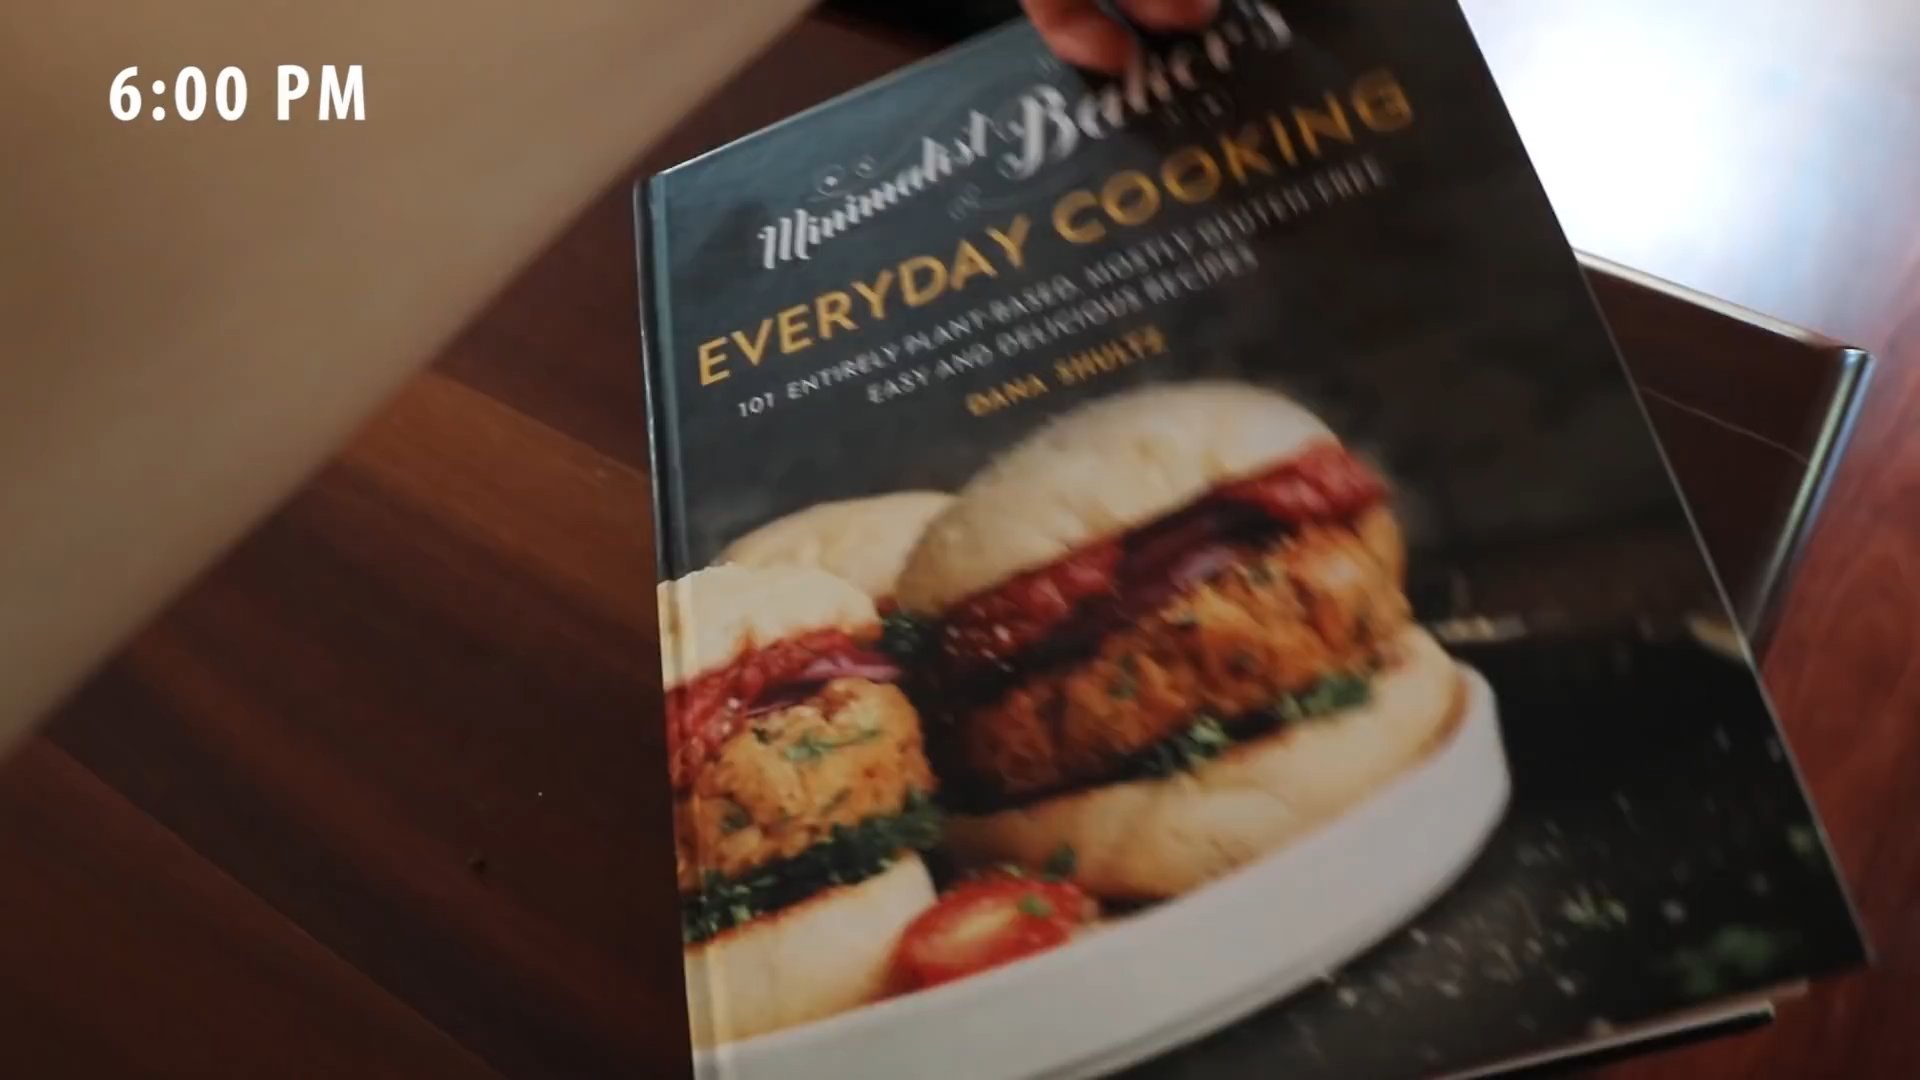 6:00 PM
Minimalist Baker's
EVERYDAY COOKING
101 ENTIRELY PLANT-BASED, MOSTLY GLUTEN-FREE,
EASY AND DELICIOUS RECIPES
DANA SHULTZ